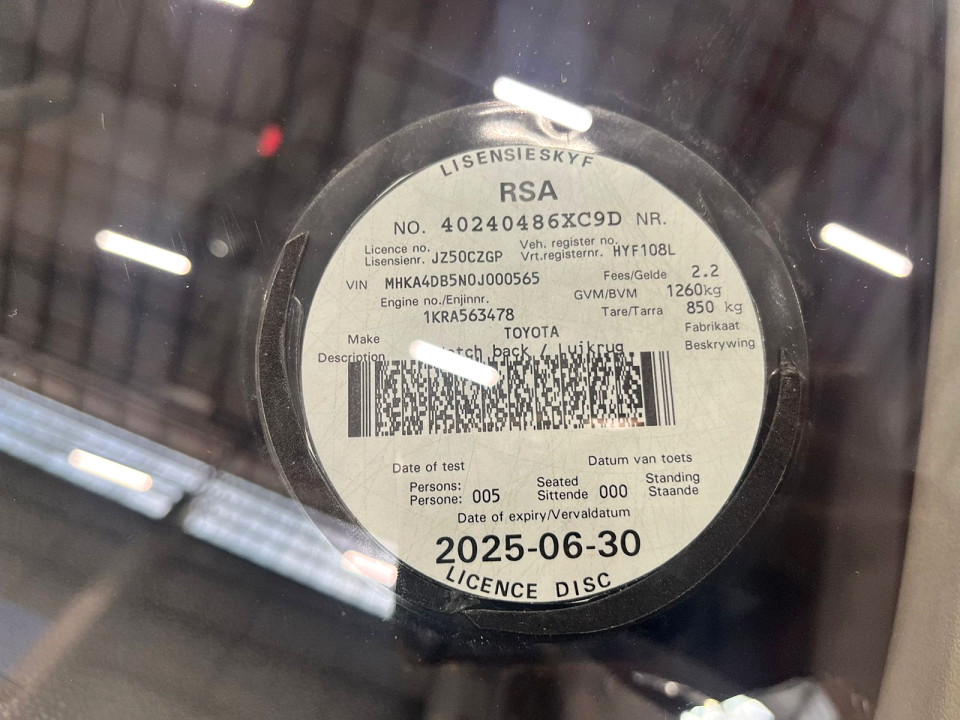 LISENSIESKYF
RSA
NO. 40240486XC9D NR.
Licence no. Veh. register no.
Lisensienr. JZ50CZGP Vrt.registernr. HYF108L
VIN MHKA4DB5N0J000565 Fees/Gelde 2.2
Engine no./Enjinnr. GVM/BVM 1260kg
1KRA563478 Tare/Tarra 850 kg
Make TOYOTA Fabrikaat
Description back / Luikrug Beskrywing
Date of test Datum van toets
Persons: Seated Standing
Persone: 005 Sittende 000 Staande
Date of expiry/Vervaldatum
2025-06-30
LICENCE DISC